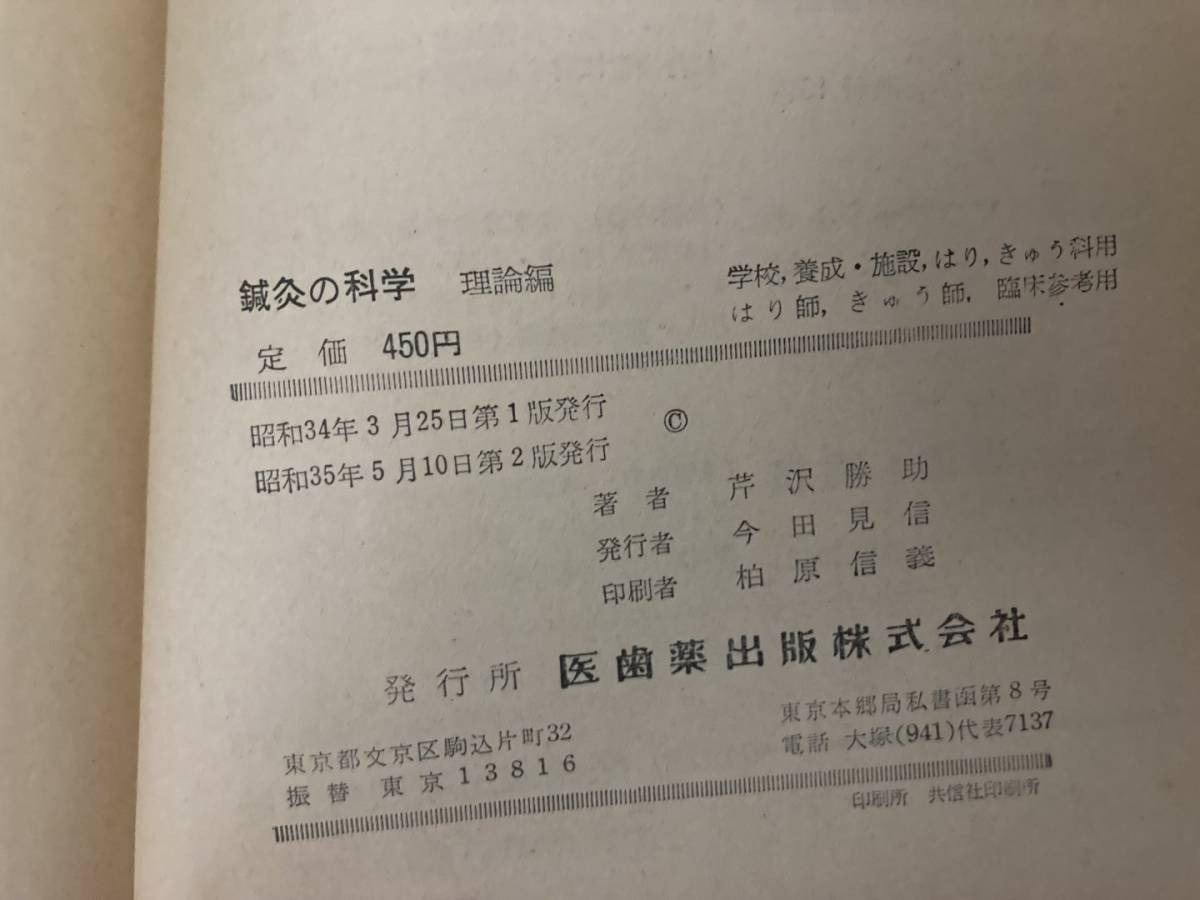 鍼灸の科学 理論編
学校,養成・施設,はり,きゅう科用
はり師,きゅう師,臨床参考用
定価 450円
昭和34年3月25日第1版発行
昭和35年5月10日第2版発行
©
著者 芹沢勝助
発行者 今田見信
印刷者 柏原信義
発行所 医歯薬出版株式会社
東京都文京区駒込片町32
振替 東京13816
東京本郷局私書函第8号
電話 大塚(941)代表7137
印刷所 共信社印刷所